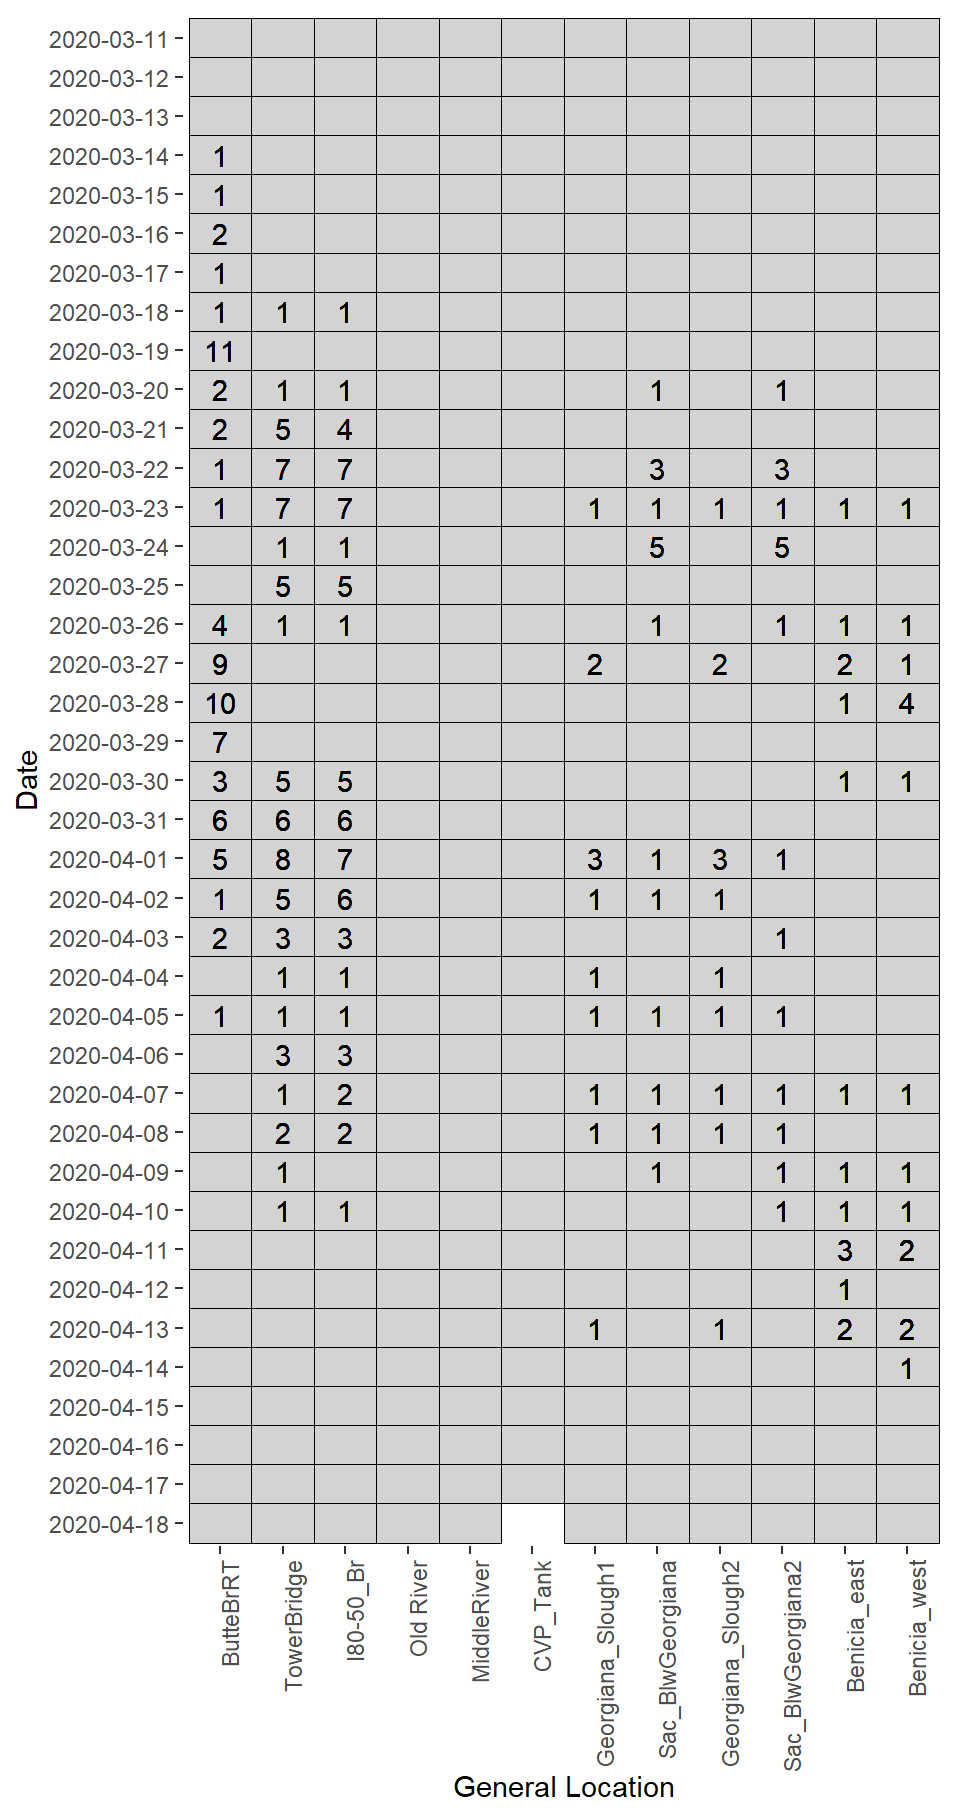 2020-03-11
2020-03-12
2020-03-13
2020-03-14 1
2020-03-15 1
2020-03-16 2
2020-03-17 1
2020-03-18 1 1 1
2020-03-19 11
2020-03-20 2 1 1 1 1
2020-03-21 2 5 4
2020-03-22 1 7 7 3 3
2020-03-23 1 7 7 1 1 1 1 1 1
2020-03-24 1 1 5 5
2020-03-25 5 5
2020-03-26 4 1 1 1 1 1 1
2020-03-27 9 2 2 2 1
2020-03-28 10 1 4
2020-03-29 7
2020-03-30 3 5 5 1 1
2020-03-31 6 6 6
2020-04-01 5 8 7 3 1 3 1
2020-04-02 1 5 6 1 1 1
2020-04-03 2 3 3 1
2020-04-04 1 1 1 1
2020-04-05 1 1 1 1 1 1 1
2020-04-06 3 3
2020-04-07 1 2 1 1 1 1 1 1
2020-04-08 2 2 1 1 1 1
2020-04-09 1 1 1 1 1
2020-04-10 1 1 1 1 1
2020-04-11 3 2
2020-04-12 1
2020-04-13 1 1 2 2
2020-04-14 1
2020-04-15
2020-04-16
2020-04-17
2020-04-18
Date
ButteBrRT
TowerBridge
I80-50_Br
Old River
MiddleRiver
CVP_Tank
Georgiana_Slough1
Sac_BlwGeorgiana
Georgiana_Slough2
Sac_BlwGeorgiana2
Benicia_east
Benicia_west
General Location